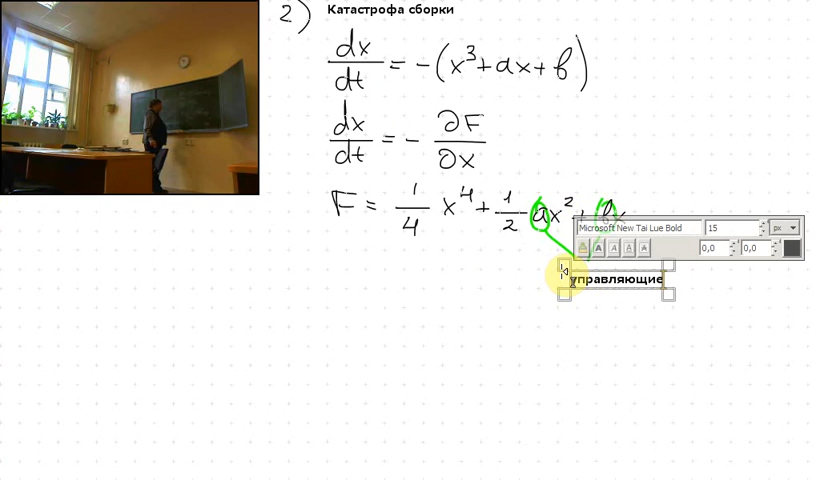 2) Катастрофа сборки
dx/dt = -(x³+ax+b)
dx/dt = - ∂F/∂x
F = 1/4 x⁴ + 1/2 ax² + bx
Microsoft New Tai Lue Bold 15 px
A A A A 0,0 0,0
управляющие